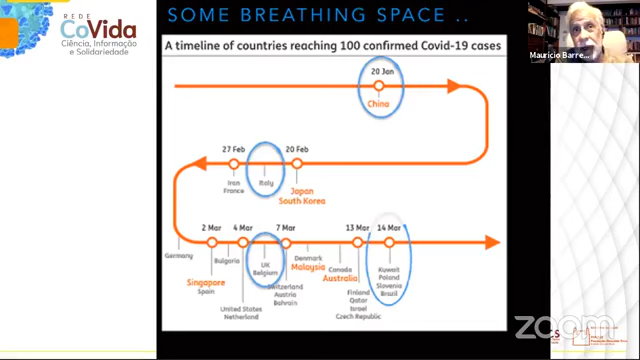 SOME BREATHING SPACE ..
REDE
CoVida
Ciência, Informação
e Solidariedade
Mauricio Barre...
A timeline of countries reaching 100 confirmed Covid-19 cases
20 Jan
China
27 Feb
20 Feb
Iran
France
Italy
Japan
South Korea
2 Mar
4 Mar
7 Mar
13 Mar
14 Mar
Germany
Singapore
Spain
Bulgaria
United States
Netherland
UK
Belgium
Switzerland
Austria
Bahrain
Denmark
Malaysia
Canada
Australia
Finland
Qatar
Israel
Czech Republic
Kuwait
Poland
Slovenia
Brazil
zoom